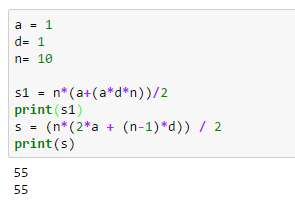 a = 1
d= 1
n= 10
s1 = n*(a+(a*d*n))/2
print(s1)
s = (n*(2*a + (n-1)*d)) / 2
print(s)
55
55